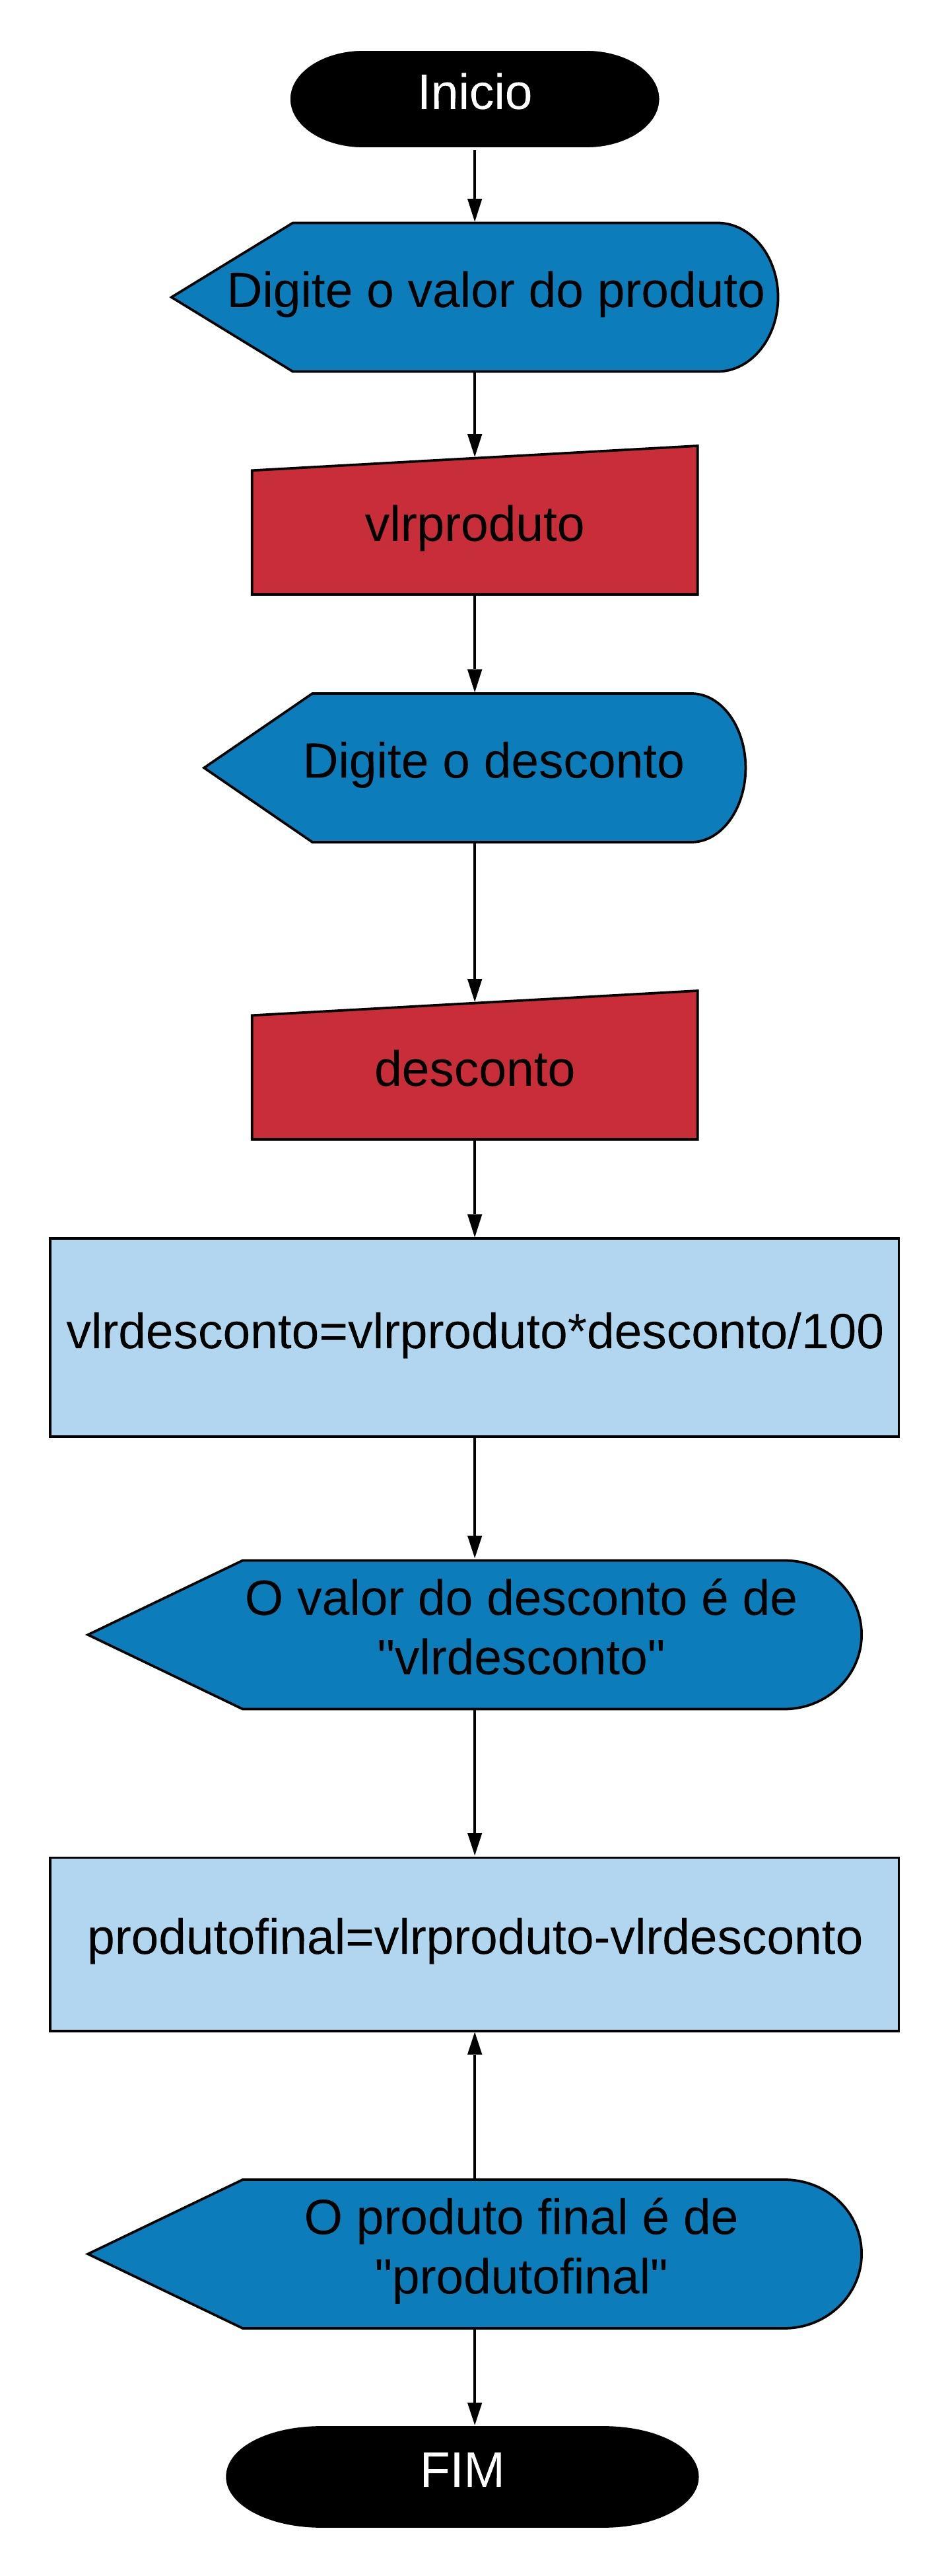 Inicio
Digite o valor do produto
vlrproduto
Digite o desconto
desconto
vlrdesconto=vlrproduto*desconto/100
O valor do desconto é de
"vlrdesconto"
produtofinal=vlrproduto-vlrdesconto
O produto final é de
"produtofinal"
FIM